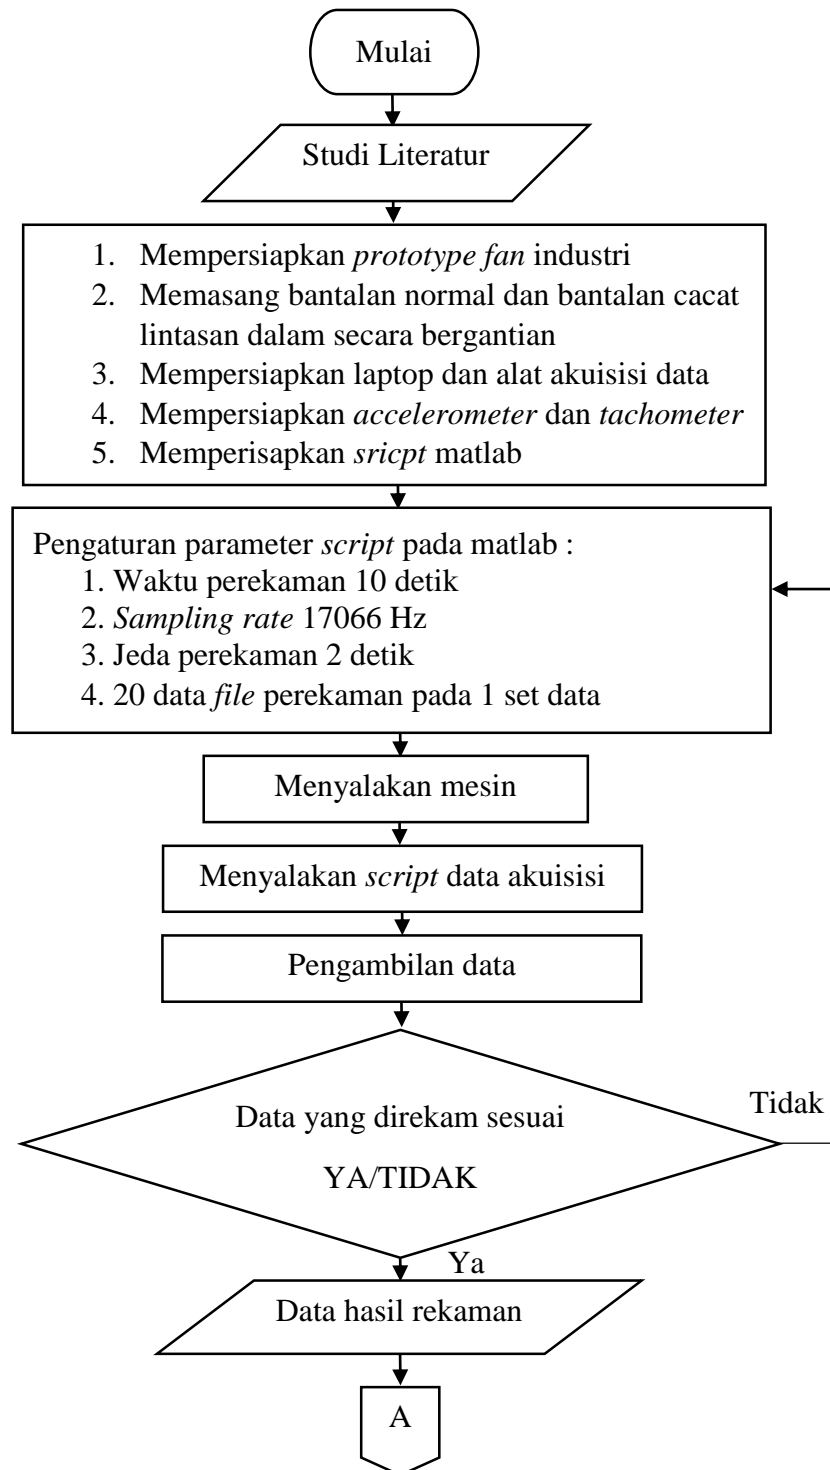 Mulai
Studi Literatur
1. Mempersiapkan prototype fan industri
2. Memasang bantalan normal dan bantalan cacat
lintasan dalam secara bergantian
3. Mempersiapkan laptop dan alat akuisisi data
4. Mempersiapkan accelerometer dan tachometer
5. Memperisapkan sricpt matlab
Pengaturan parameter script pada matlab :
1. Waktu perekaman 10 detik
2. Sampling rate 17066 Hz
3. Jeda perekaman 2 detik
4. 20 data file perekaman pada 1 set data
Menyalakan mesin
Menyalakan script data akuisisi
Pengambilan data
Data yang direkam sesuai
YA/TIDAK
Tidak
Ya
Data hasil rekaman
A